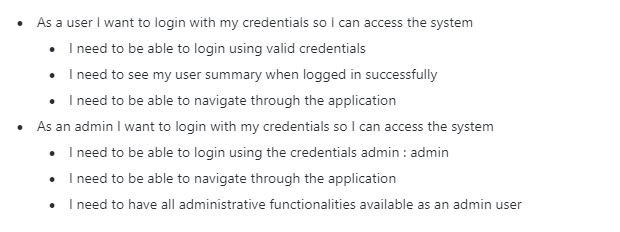 As a user I want to login with my credentials so I can access the system
I need to be able to login using valid credentials
I need to see my user summary when logged in successfully
I need to be able to navigate through the application
As an admin I want to login with my credentials so I can access the system
I need to be able to login using the credentials admin : admin
I need to be able to navigate through the application
I need to have all administrative functionalities available as an admin user